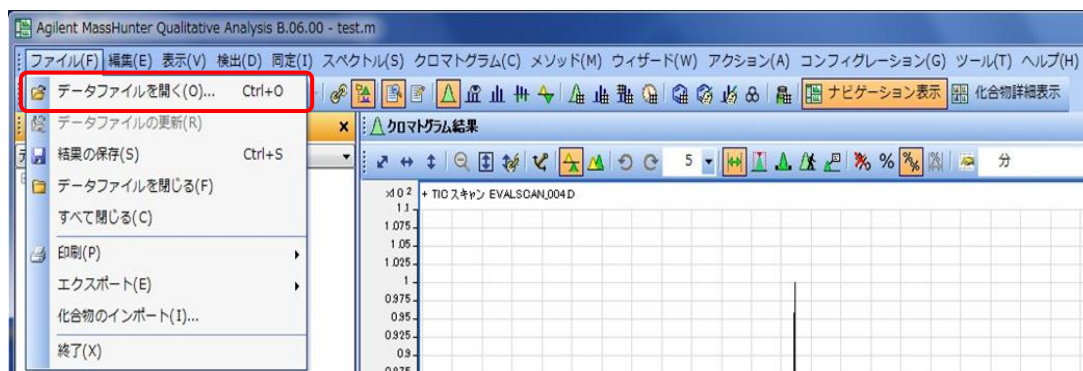 Agilent MassHunter Qualitative Analysis B.06.00 - test.m
ファイル(F) 編集(E) 表示(V) 検出(D) 同定(I) スペクトル(S) クロマトグラム(C) メソッド(M) ウィザード(W) アクション(A) コンフィグレーション(G) ツール(T) ヘルプ(H)
データファイルを開く(O)... Ctrl+O
ナビゲーション表示 化合物詳細表示
データファイルの更新(R)
クロマトグラム結果
結果の保存(S) Ctrl+S
5 % 分
データファイルを閉じる(F)
すべて閉じる(C)
印刷(P)
エクスポート(E)
化合物のインポート(I)...
終了(X)
x10 2 + TIC スキャン EVALSCAN_004.D
1.1
1.075
1.05
1.025
1
0.975
0.95
0.925
0.9
0.875